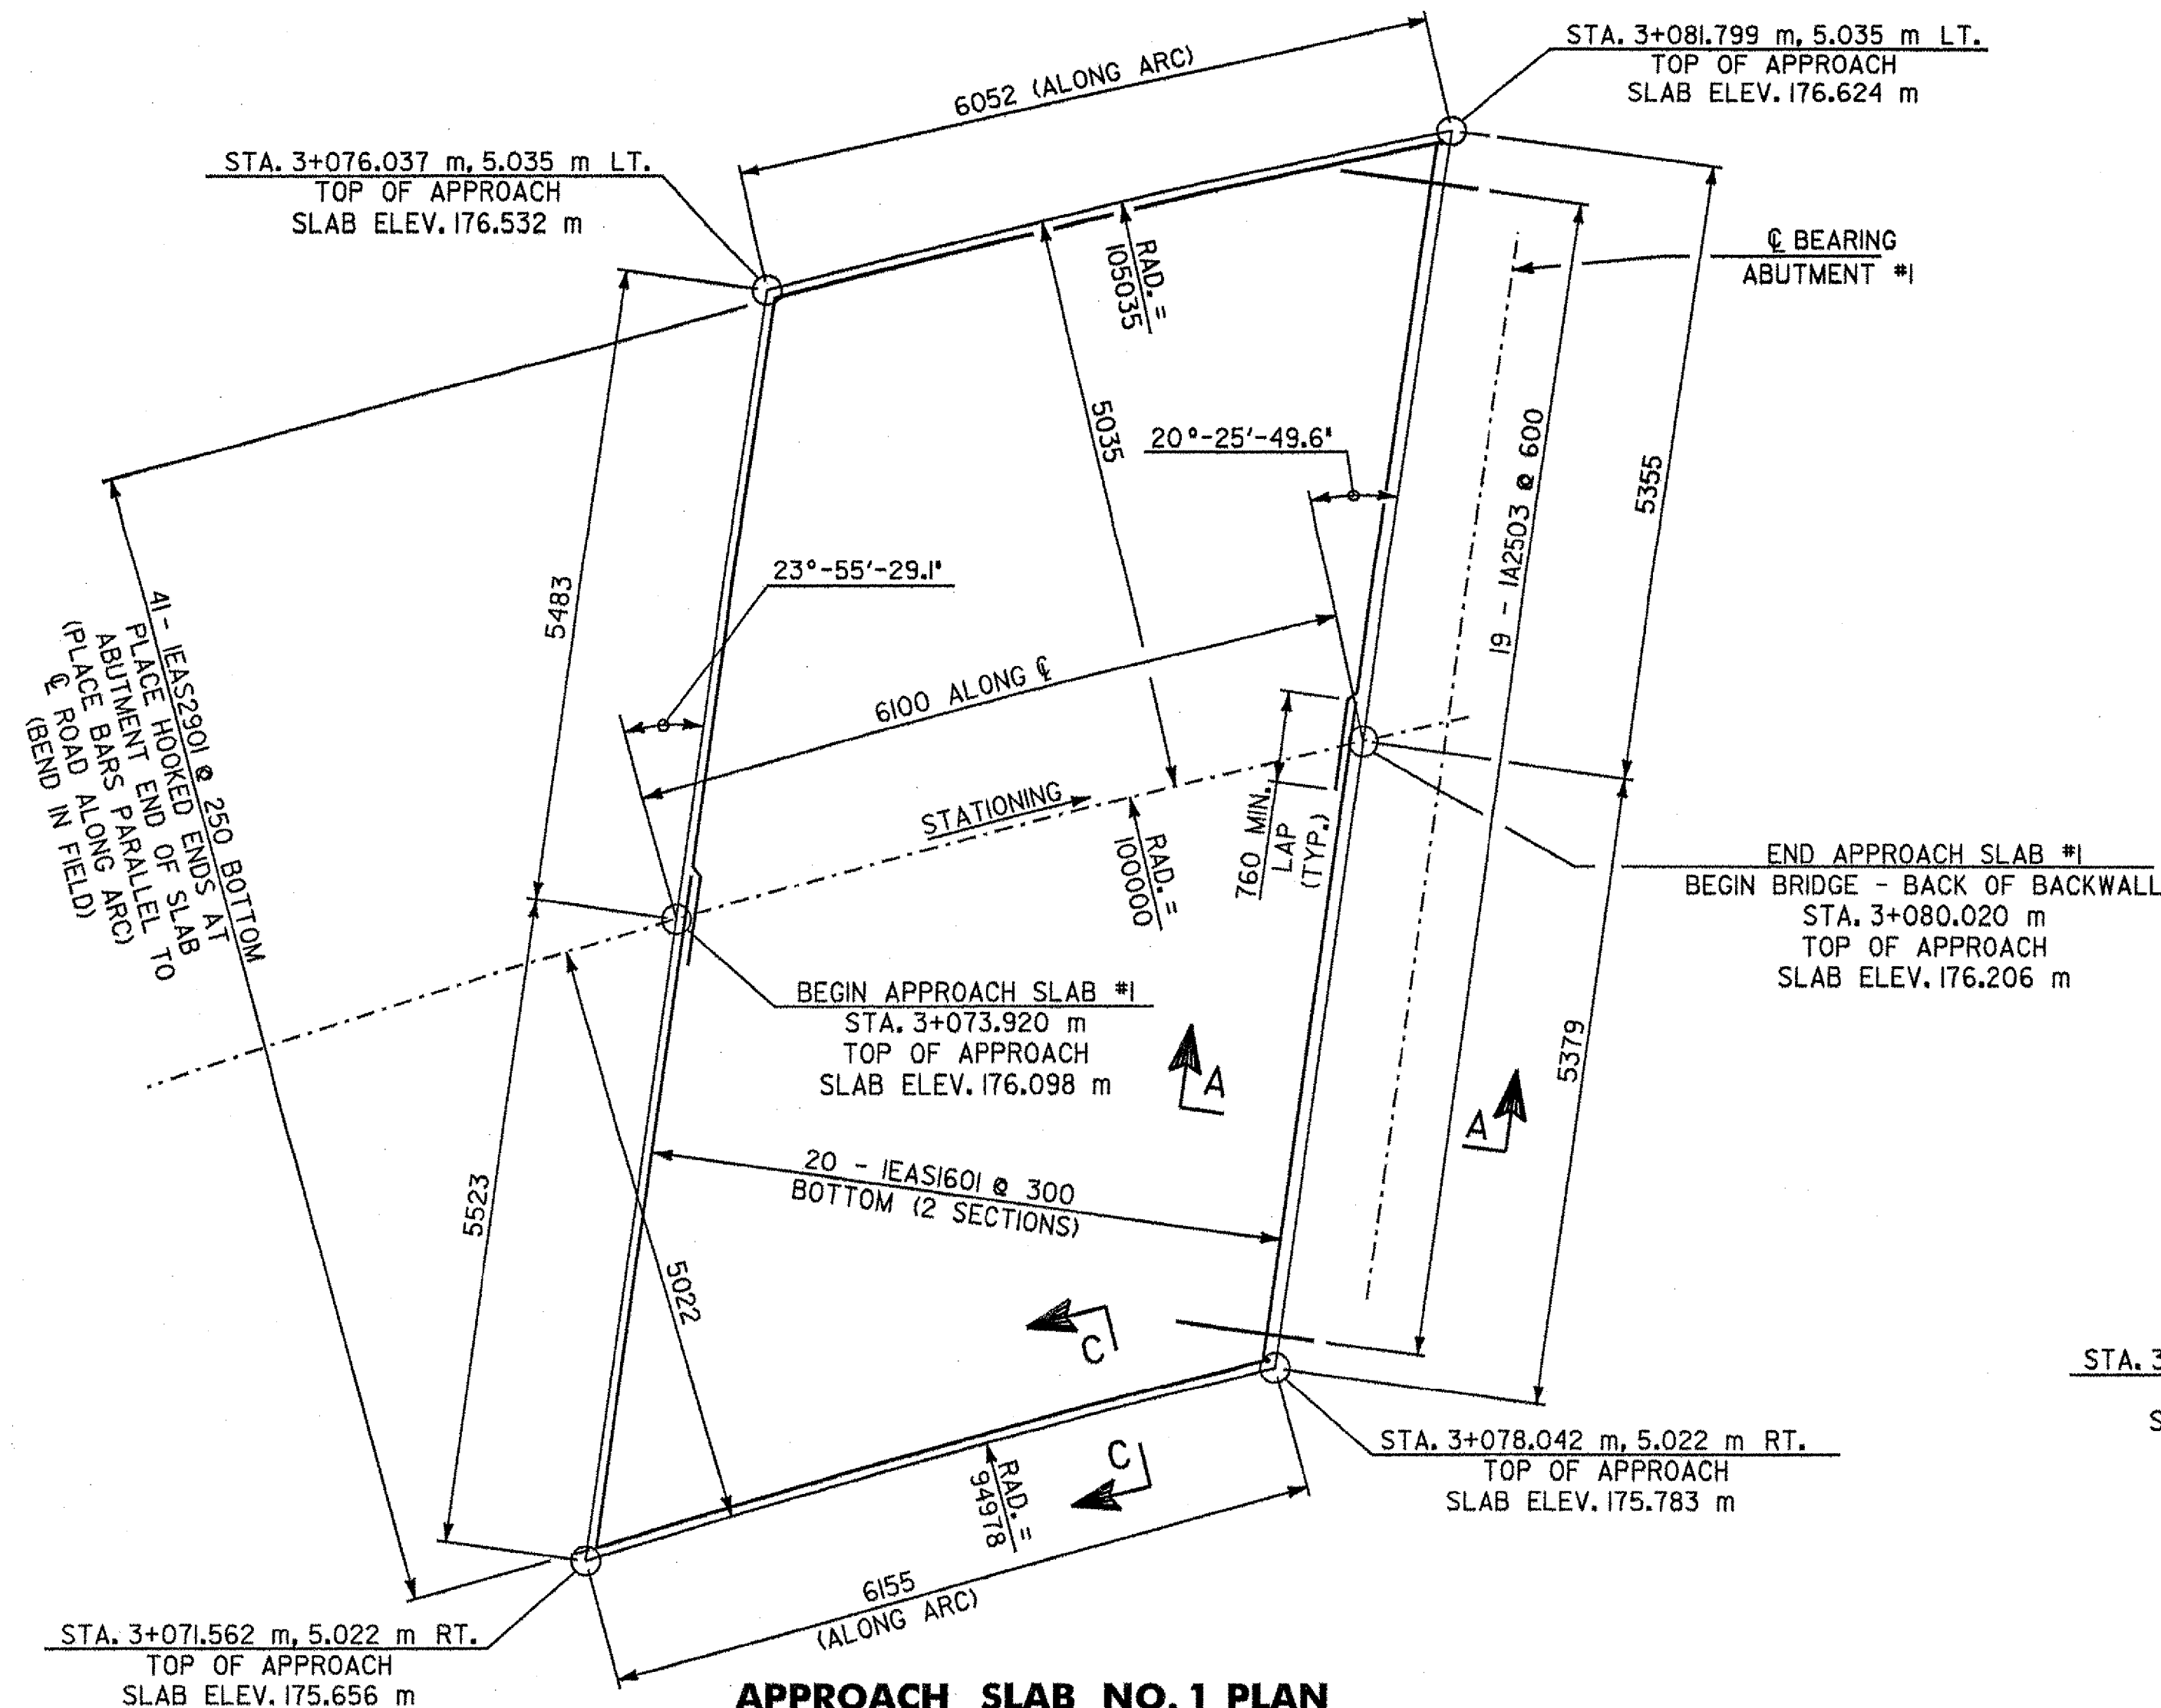 6052 (ALONG ARC)
STA. 3+081.799 m, 5.035 m LT.
TOP OF APPROACH
SLAB ELEV. 176.624 m
STA. 3+076.037 m, 5.035 m LT.
TOP OF APPROACH
SLAB ELEV. 176.532 m
RAD. =
105035
℄ BEARING
ABUTMENT #1
5035
20°-25'-49.6"
19 - 1A2503 @ 600
5355
5483
23°-55'-29.1"
41 - 1EAS2901 @ 250 BOTTOM
PLACE HOOKED ENDS AT
ABUTMENT END OF SLAB
(PLACE BARS PARALLEL TO
℄ ROAD ALONG ARC)
(BEND IN FIELD)
6100 ALONG ℄
STATIONING
RAD. =
100000
760 MIN.
LAP
(TYP.)
END APPROACH SLAB #1
BEGIN BRIDGE - BACK OF BACKWALL
STA. 3+080.020 m
TOP OF APPROACH
SLAB ELEV. 176.206 m
BEGIN APPROACH SLAB #1
STA. 3+073.920 m
TOP OF APPROACH
SLAB ELEV. 176.098 m
A
A
5379
20 - 1EAS1601 @ 300
BOTTOM (2 SECTIONS)
5523
5022
C
C
RAD. =
94978
STA. 3+078.042 m, 5.022 m RT.
TOP OF APPROACH
SLAB ELEV. 175.783 m
STA. 3
S
6155
(ALONG ARC)
STA. 3+071.562 m, 5.022 m RT.
TOP OF APPROACH
SLAB ELEV. 175.656 m
APPROACH SLAB NO. 1 PLAN